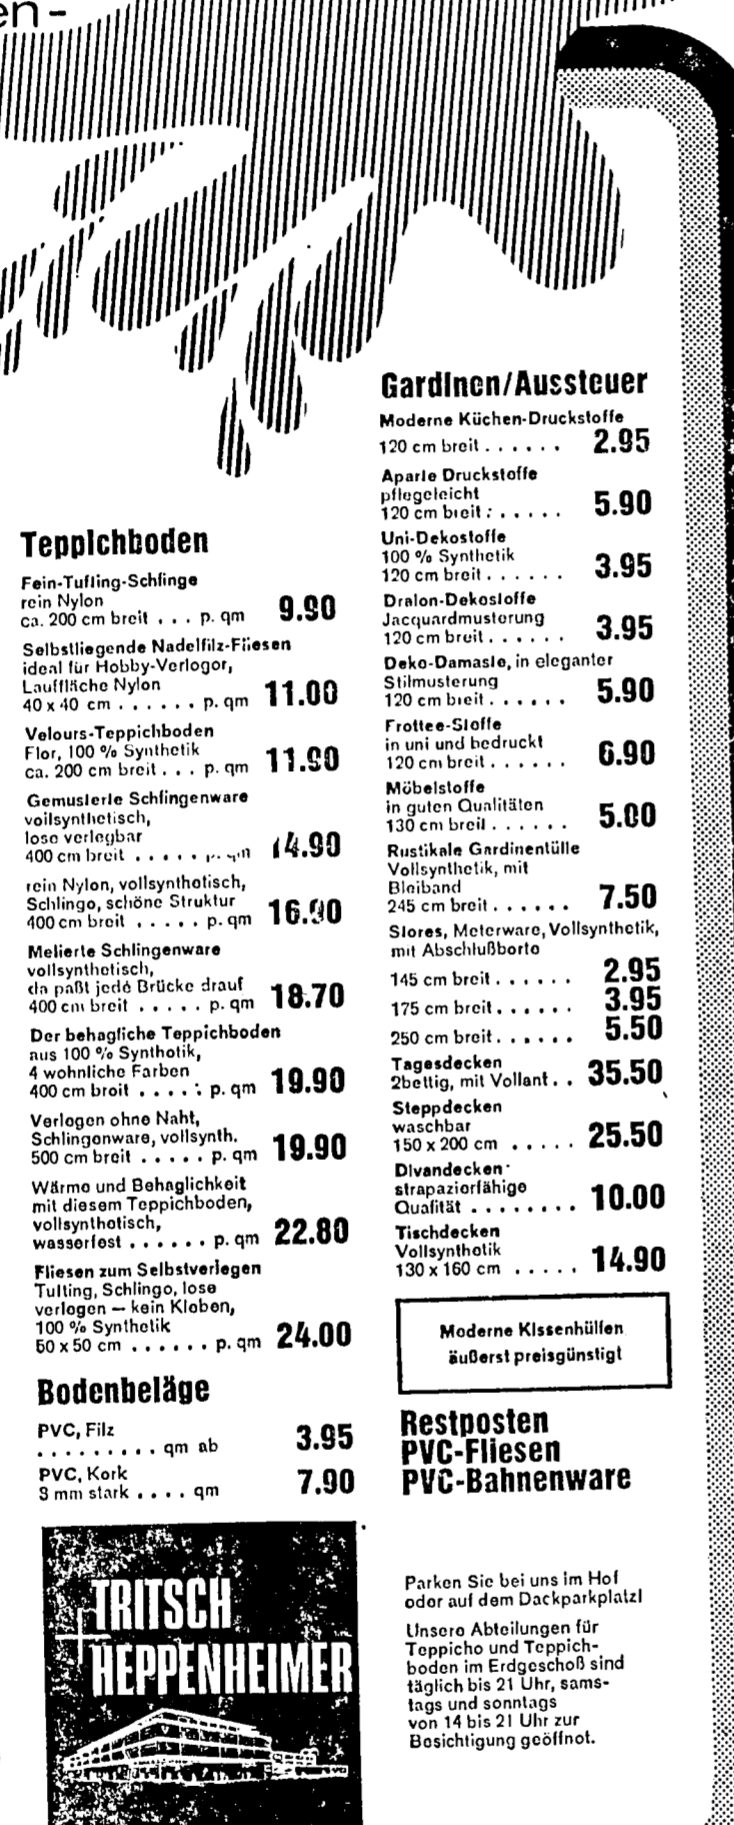 en-
Teppichboden
Fein-Tufting-Schlinge
rein Nylon
ca. 200 cm breit . . . p. qm 9.90
Selbstliegende Nadelfilz-Fliesen
ideal für Hobby-Verleger,
Lauffläche Nylon
40 x 40 cm . . . . . . p. qm 11.00
Velours-Teppichboden
Flor, 100 % Synthetik
ca. 200 cm breit . . . p. qm 11.90
Gemusterte Schlingenware
vollsynthetisch,
lose verlegbar
400 cm breit . . . . . p. qm 14.90
rein Nylon, vollsynthetisch,
Schlinge, schöne Struktur
400 cm breit . . . . . p. qm 16.90
Melierte Schlingenware
vollsynthetisch,
da paßt jede Brücke drauf
400 cm breit . . . . . p. qm 18.70
Der behagliche Teppichboden
aus 100 % Synthetik,
4 wohnliche Farben
400 cm breit . . . . . p. qm 19.90
Verlegen ohne Naht,
Schlingenware, vollsynth.
500 cm breit . . . . . p. qm 19.90
Wärme und Behaglichkeit
mit diesem Teppichboden,
vollsynthetisch,
wasserfest . . . . . . p. qm 22.80
Fliesen zum Selbstverlegen
Tufting, Schlinge, lose
verlegen — kein Kleben,
100 % Synthetik
50 x 50 cm . . . . . . p. qm 24.00
Bodenbeläge
PVC, Filz
. . . . . . . . . qm ab 3.95
PVC, Kork
3 mm stark . . . . qm 7.90
TRITSCH
+
HEPPENHEIMER
Gardinen/Aussteuer
Moderne Küchen-Druckstoffe
120 cm breit . . . . . . 2.95
Aparte Druckstoffe
pflegeleicht
120 cm breit . . . . . . 5.90
Uni-Dekostoffe
100 % Synthetik
120 cm breit . . . . . . 3.95
Dralon-Dekostoffe
Jacquardmusterung
120 cm breit . . . . . . 3.95
Deko-Damaste, in eleganter
Stilmusterung
120 cm breit . . . . . . 5.90
Frottee-Stoffe
in uni und bedruckt
120 cm breit . . . . . . 6.90
Möbelstoffe
in guten Qualitäten
130 cm breit . . . . . . 5.00
Rustikale Gardinentülle
Vollsynthetik, mit
Bleiband
245 cm breit . . . . . . 7.50
Stores, Meterware, Vollsynthetik,
mit Abschlußborte
145 cm breit . . . . . . 2.95
175 cm breit . . . . . . 3.95
250 cm breit . . . . . . 5.50
Tagesdecken
2bettig, mit Vollant . . 35.50
Steppdecken
waschbar
150 x 200 cm . . . . . 25.50
Divandecken
strapazierfähige
Qualität . . . . . . . . 10.00
Tischdecken
Vollsynthetik
130 x 160 cm . . . . . 14.90
Moderne Kissenhüllen
äußerst preisgünstigt
Restposten
PVC-Fliesen
PVC-Bahnenware
Parken Sie bei uns im Hof
oder auf dem Dackparkplatz!
Unsere Abteilungen für
Teppiche und Teppich-
boden im Erdgeschoß sind
täglich bis 21 Uhr, sams-
tags und sonntags
von 14 bis 21 Uhr zur
Besichtigung geöffnet.